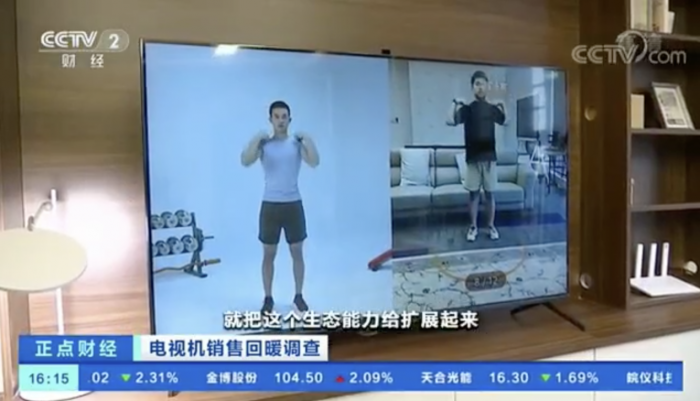 CCTV 2
财经
CCTV.com
就把这个生态能力给扩展起来
正点财经 电视机销售回暖调查
16:15 .02 ▼ 2.31% 金博股份 104.50 ▲ 2.09% 天合光能 16.30 ▼ 1.69% 皖仪科技